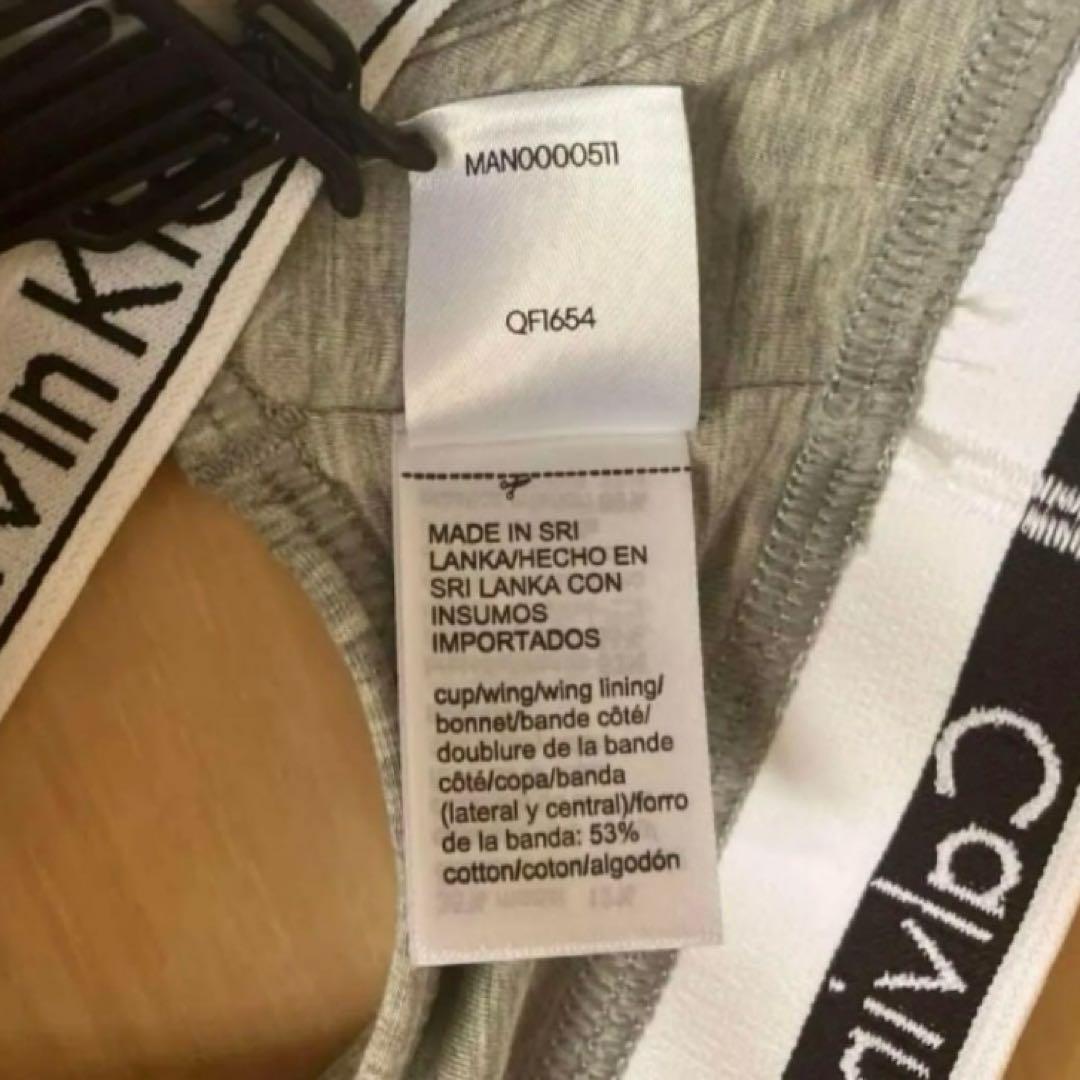 MAN0000511
QF1654
MADE IN SRI
LANKA/HECHO EN
SRI LANKA CON
INSUMOS
IMPORTADOS
cup/wing/wing lining/
bonnet/bande côté/
doublure de la bande
côté/copa/banda
(lateral y central)/forro
de la banda: 53%
cotton/coton/algodón
vin Kle
Calvin